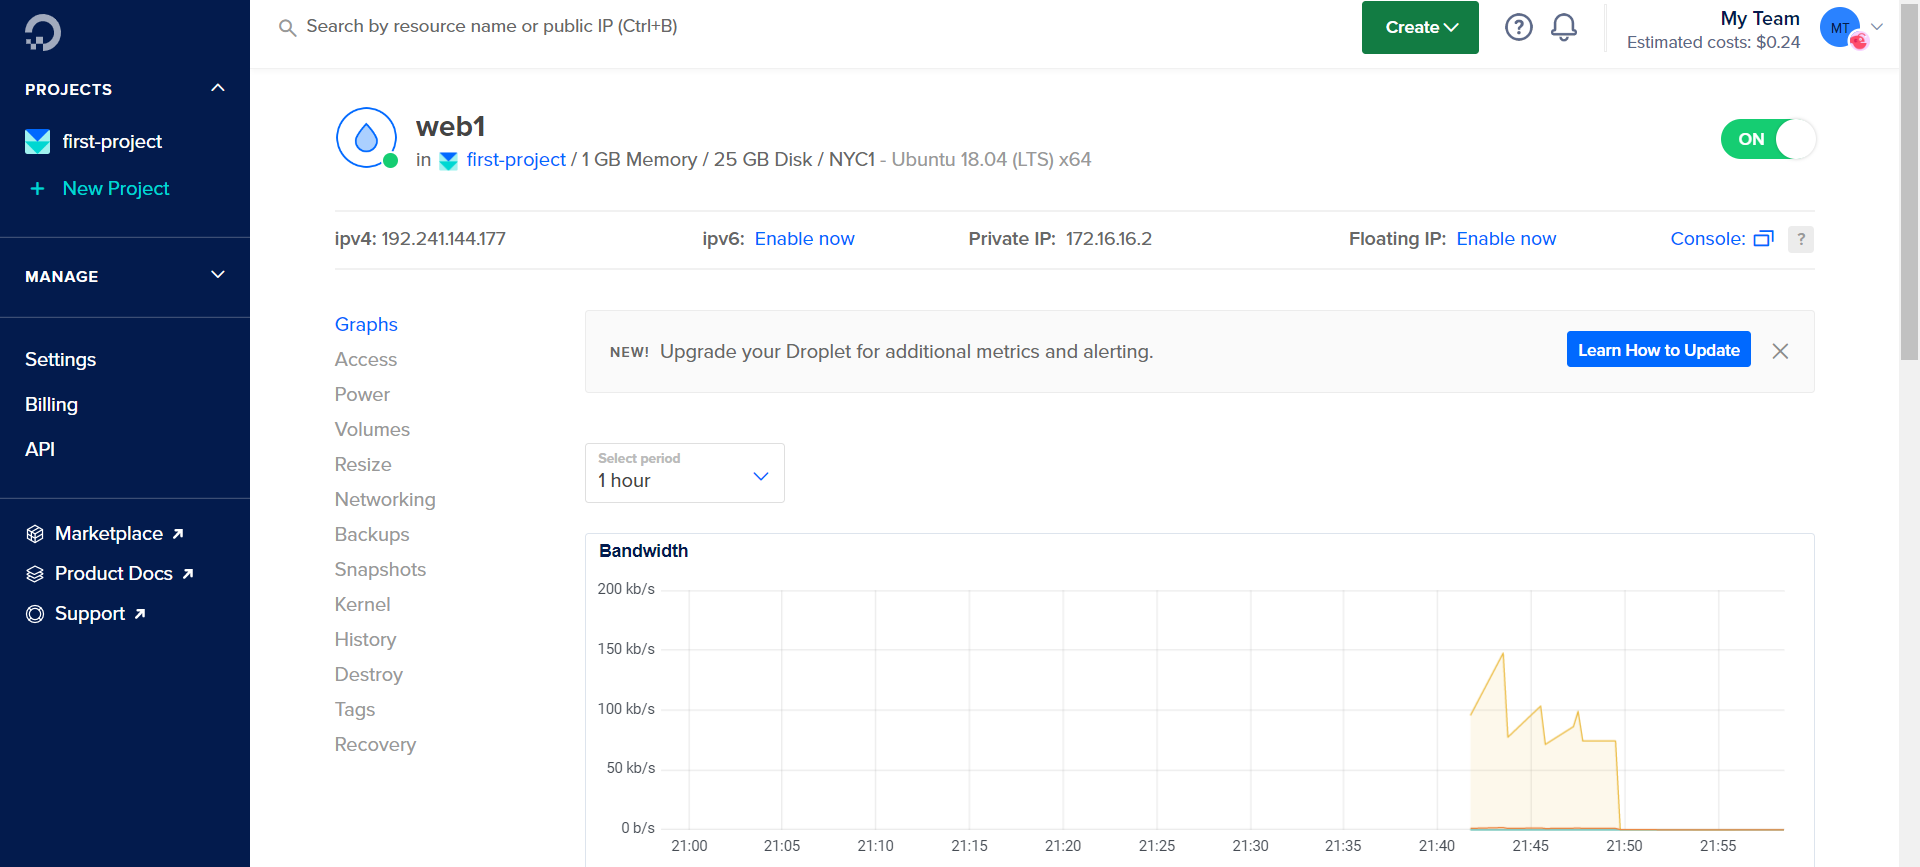 Search by resource name or public IP (Ctrl+B)
Create
My Team
Estimated costs: $0.24
MT
PROJECTS
first-project
+ New Project
MANAGE
Settings
Billing
API
Marketplace
Product Docs
Support
web1
in first-project / 1 GB Memory / 25 GB Disk / NYC1 - Ubuntu 18.04 (LTS) x64
ON
ipv4: 192.241.144.177 ipv6: Enable now Private IP: 172.16.16.2 Floating IP: Enable now Console: ?
Graphs
Access
Power
Volumes
Resize
Networking
Backups
Snapshots
Kernel
History
Destroy
Tags
Recovery
NEW! Upgrade your Droplet for additional metrics and alerting.
Learn How to Update
Select period
1 hour
Bandwidth
200 kb/s
150 kb/s
100 kb/s
50 kb/s
0 b/s
21:00 21:05 21:10 21:15 21:20 21:25 21:30 21:35 21:40 21:45 21:50 21:55